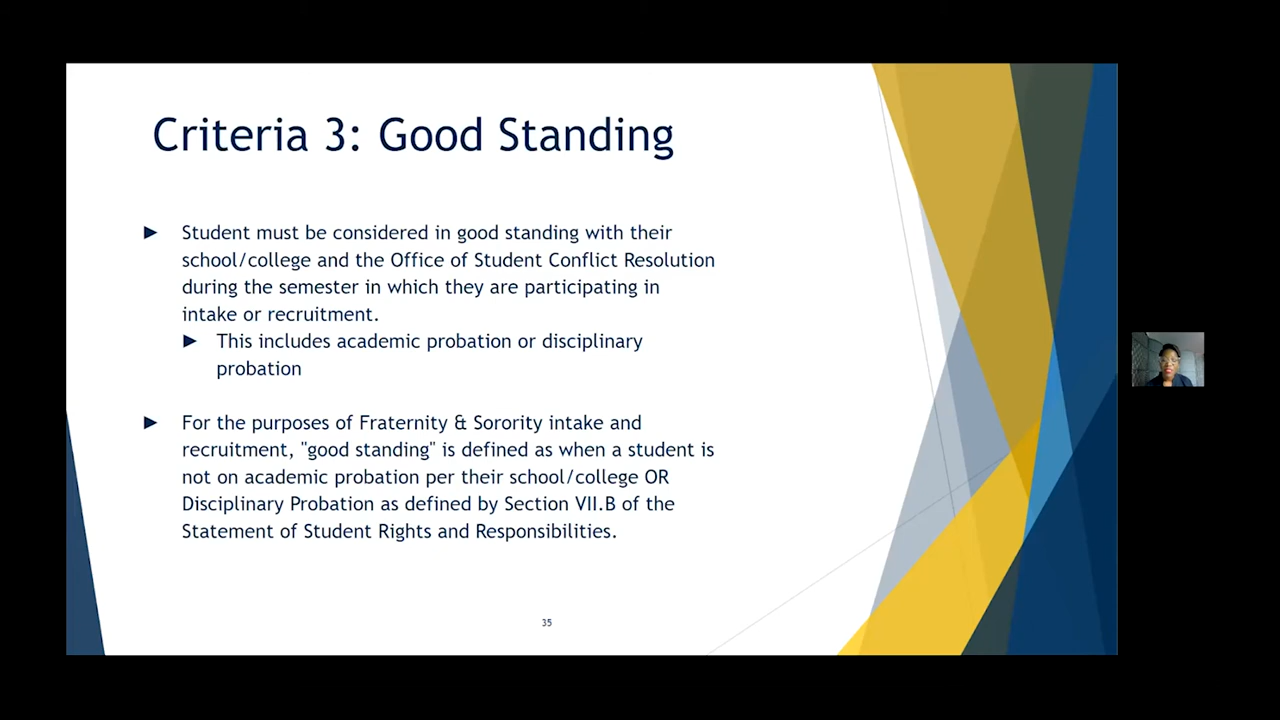 Criteria 3: Good Standing
► Student must be considered in good standing with their
school/college and the Office of Student Conflict Resolution
during the semester in which they are participating in
intake or recruitment.
► This includes academic probation or disciplinary
probation
► For the purposes of Fraternity & Sorority intake and
recruitment, "good standing" is defined as when a student is
not on academic probation per their school/college OR
Disciplinary Probation as defined by Section VII.B of the
Statement of Student Rights and Responsibilities.
35